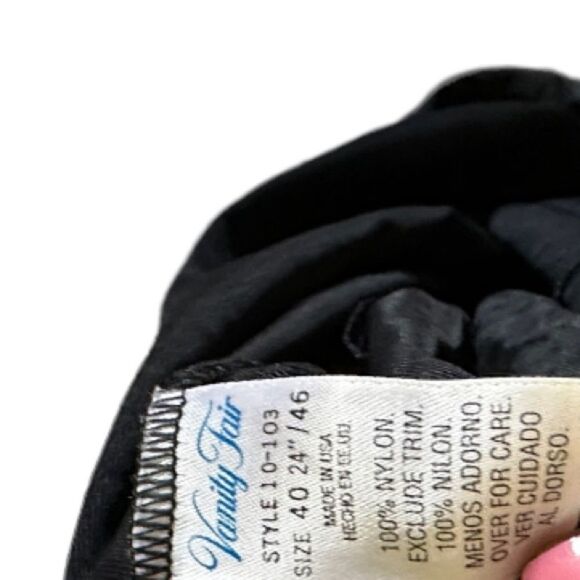 Vanity Fair
STYLE 10-103
SIZE 40 24" / 46
MADE IN USA
HECHO EN EE.UU.
100% NYLON.
EXCLUDE TRIM.
100% NILON.
MENOS ADORNO.
OVER FOR CARE.
VER CUIDADO
AL DORSO.